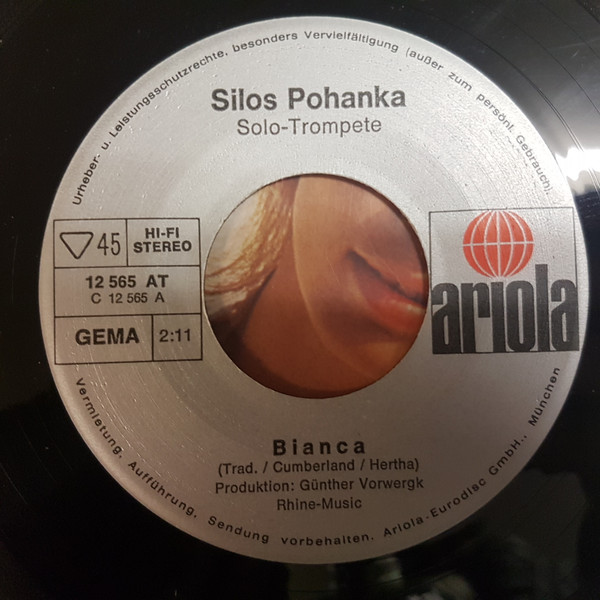 Urheber- u. Leistungsschutzrechte, besonders Vervielfältigung (außer zum persönl. Gebrauch),
Silos Pohanka
Solo-Trompete
45
HI-FI
STEREO
12 565 AT
C 12 565 A
GEMA
2:11
ariola
Bianca
(Trad. / Cumberland / Hertha)
Produktion: Günther Vorwergk
Rhine-Music
Vermietung, Aufführung, Sendung vorbehalten. Ariola-Eurodisc GmbH., München